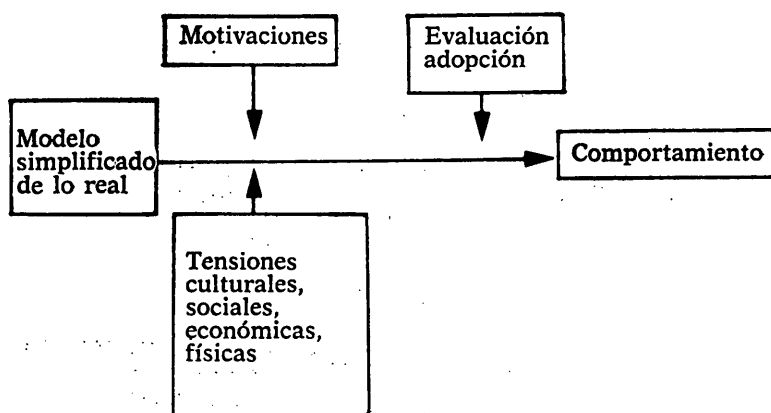 Motivaciones
Evaluación
adopción
Modelo
simplificado
de lo real
Comportamiento
Tensiones
culturales,
sociales,
económicas,
físicas